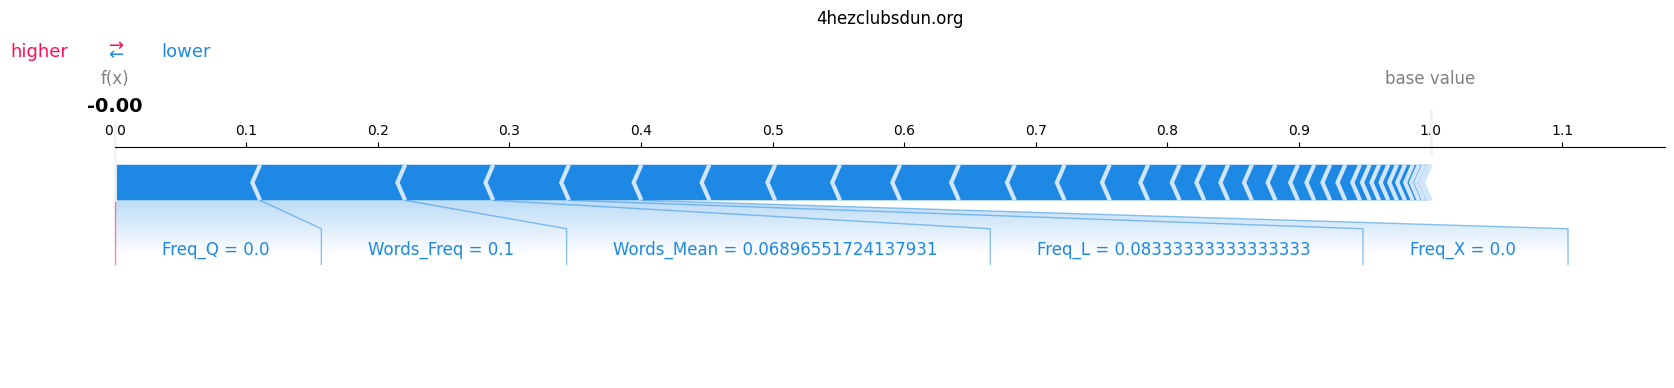 4hezclubsdun.org
higher → ← lower
f(x) base value
-0.00
0.0 0.1 0.2 0.3 0.4 0.5 0.6 0.7 0.8 0.9 1.0 1.1
Freq_Q = 0.0 Words_Freq = 0.1 Words_Mean = 0.06896551724137931 Freq_L = 0.08333333333333333 Freq_X = 0.0